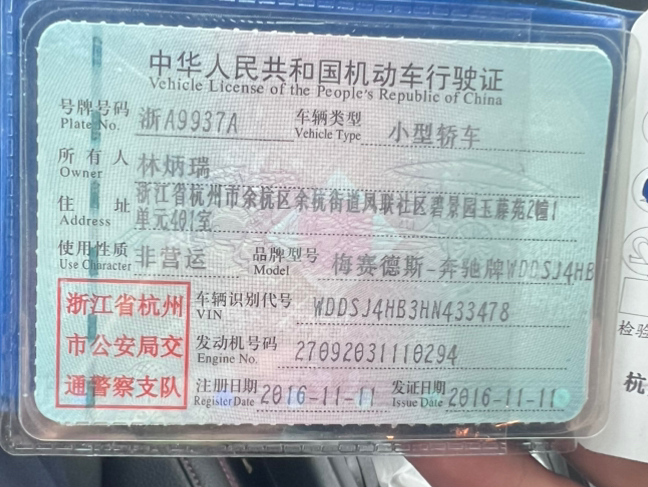 中华人民共和国机动车行驶证
Vehicle License of the People's Republic of China
号牌号码 浙A9937A 车辆类型 小型轿车
Plate No. Vehicle Type
所有人 林炳瑞
Owner
住址 浙江省杭州市余杭区余杭街道凤联社区碧景园玉藤苑2幢1
Address 单元401室
使用性质 非营运 品牌型号 梅赛德斯-奔驰牌WDDSJ4HB
Use Character Model
浙江省杭州 车辆识别代号 WDDSJ4HB3HN433478
VIN
市公安局交 发动机号码 27092031110294
Engine No.
通警察支队 注册日期 2016-11-11 发证日期 2016-11-11
Register Date Issue Date
检验
杭